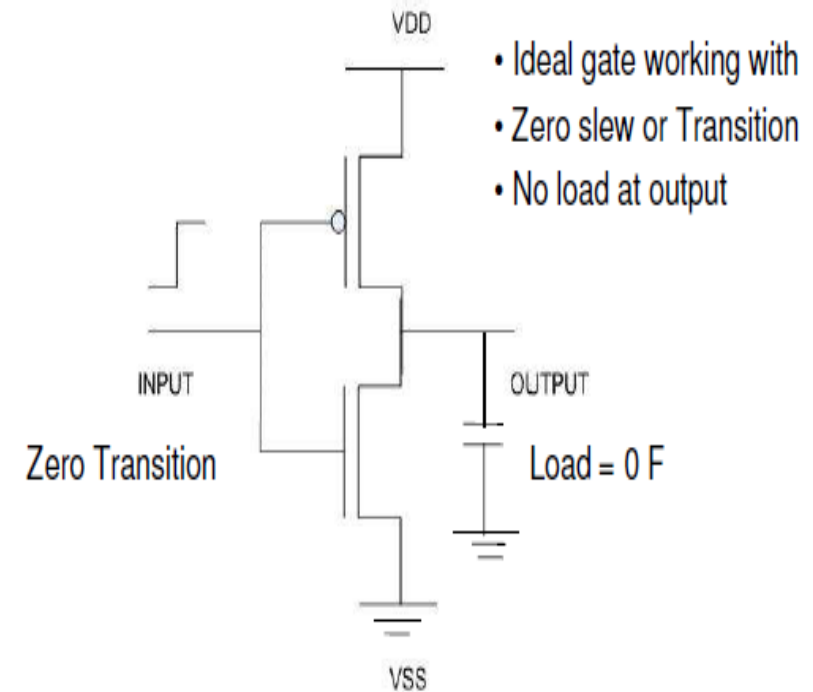 VDD
• Ideal gate working with
• Zero slew or Transition
• No load at output
INPUT
OUTPUT
Zero Transition
Load = 0 F
VSS